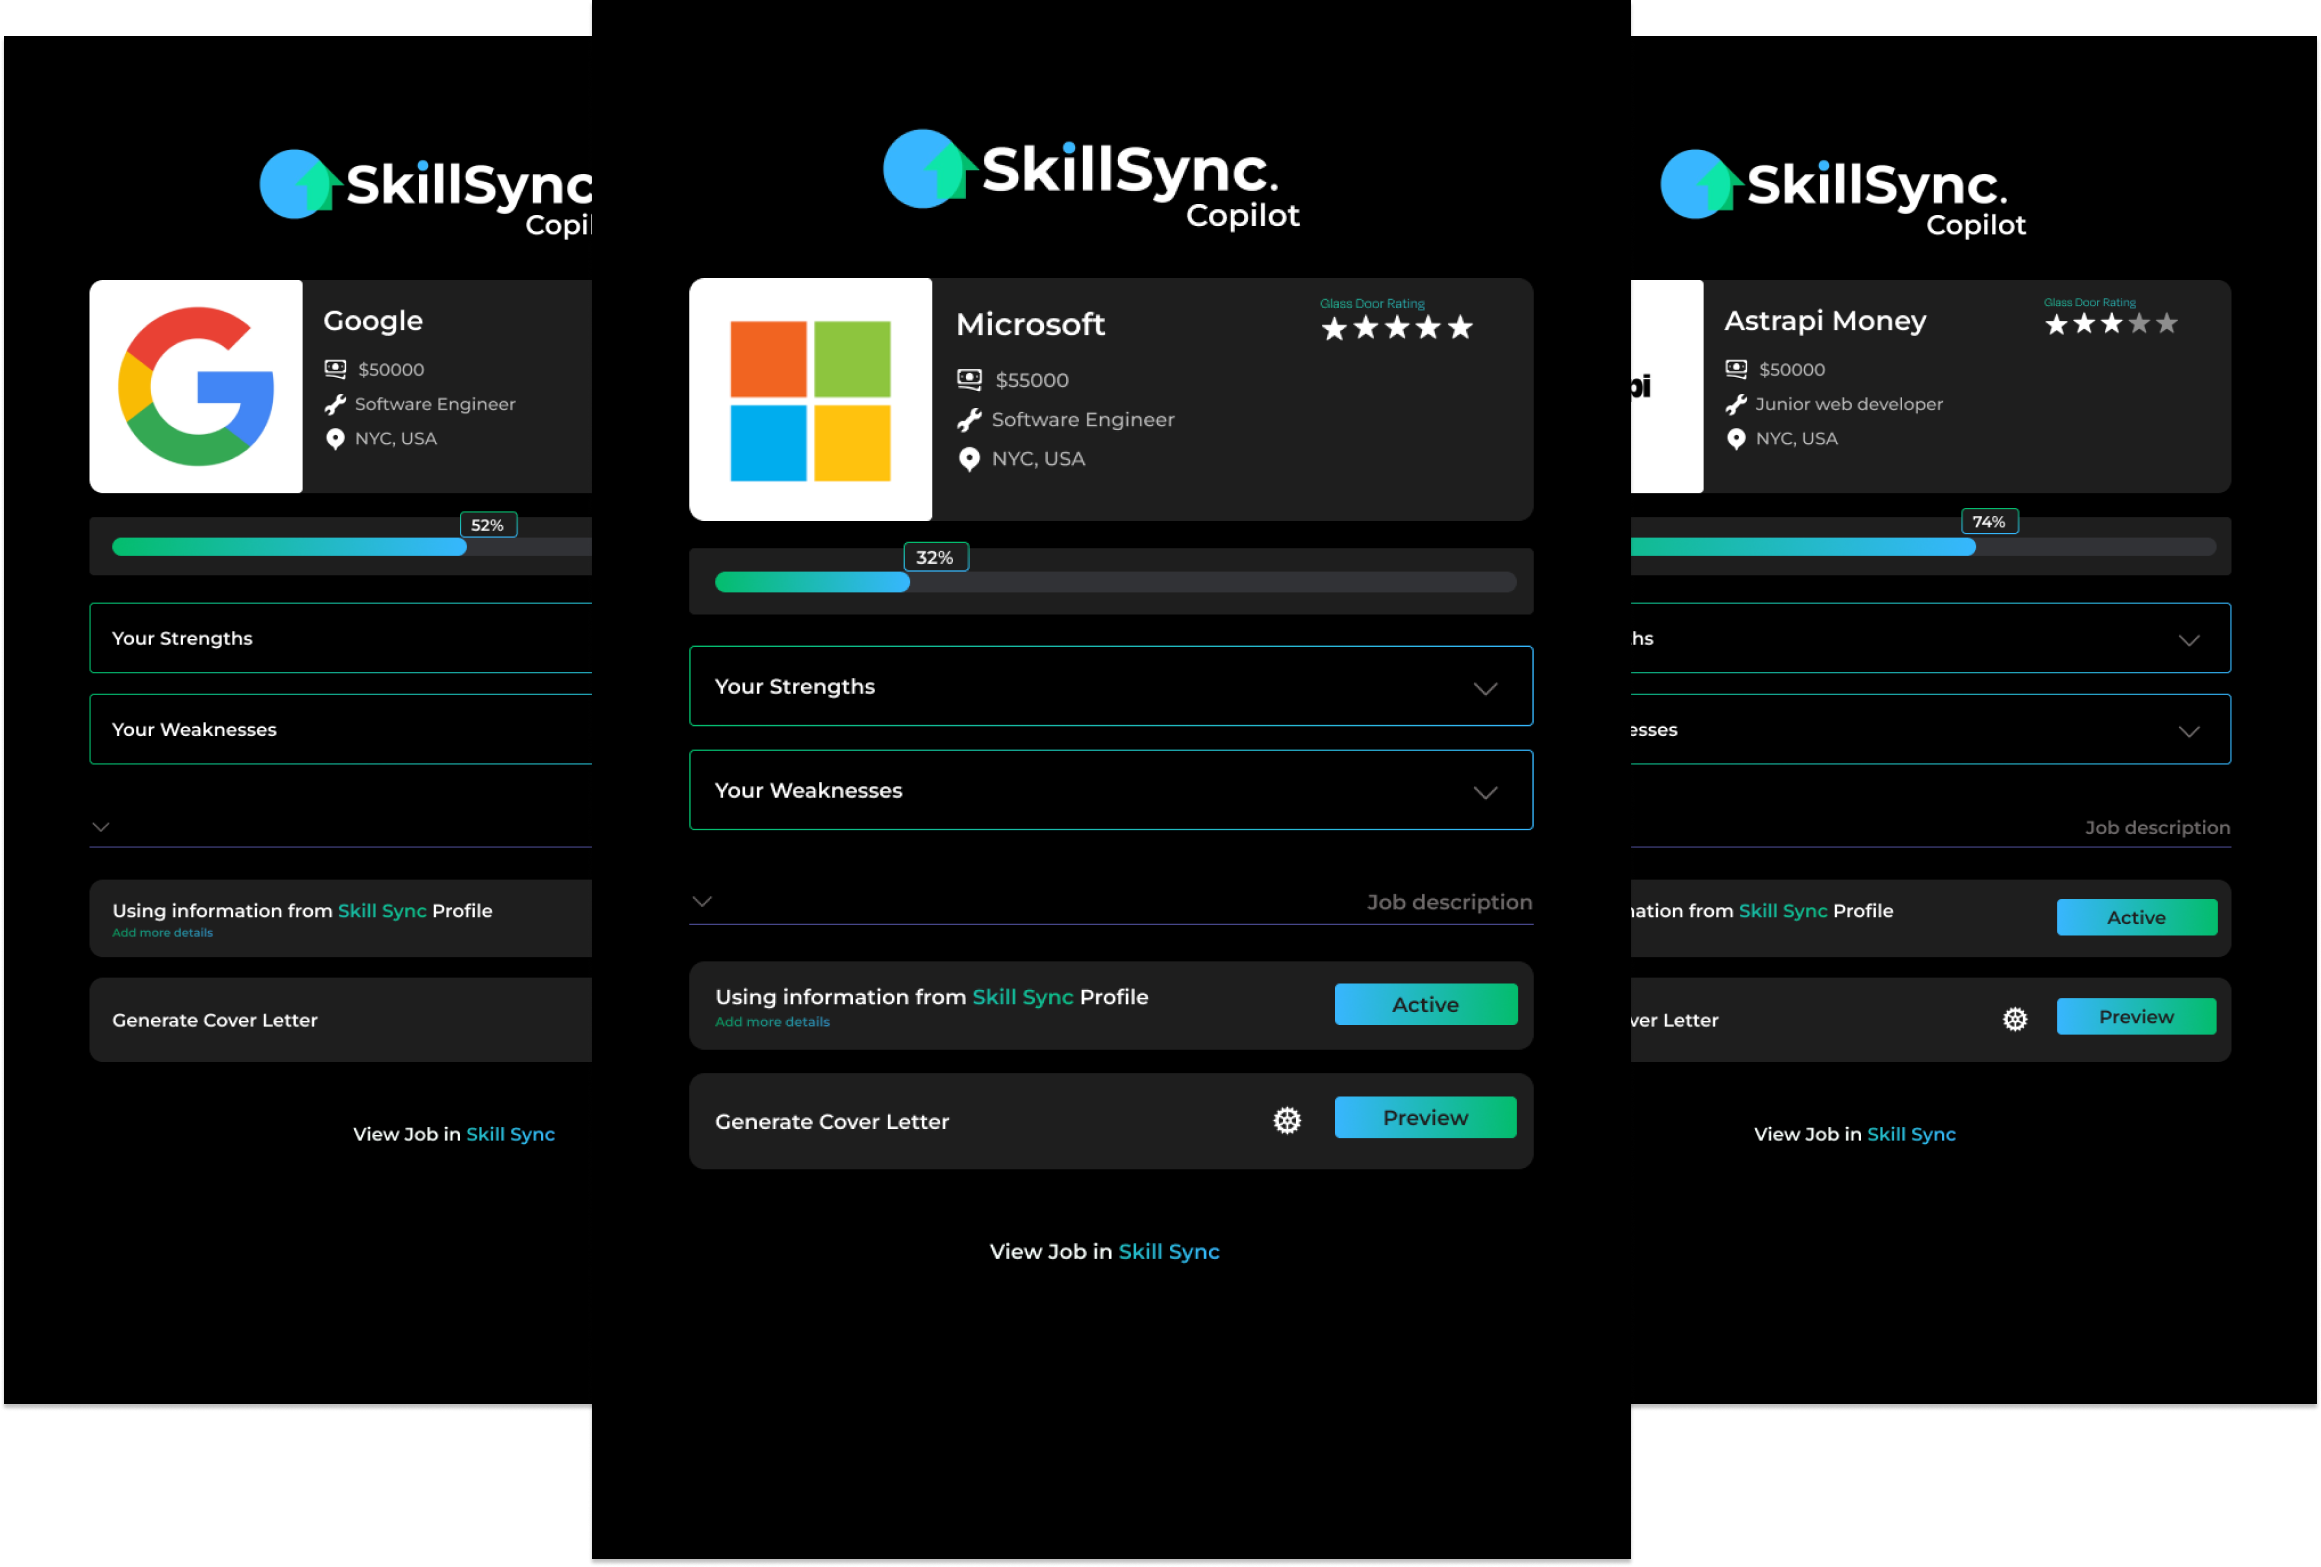 SkillSync
Copil
Google
$50000
Software Engineer
NYC, USA
52%
Your Strengths
Your Weaknesses
Using information from Skill Sync Profile
Add more details
Generate Cover Letter
View Job in Skill Sync
SkillSync.
Copilot
Microsoft
Glass Door Rating
$55000
Software Engineer
NYC, USA
32%
Your Strengths
Your Weaknesses
Job description
Using information from Skill Sync Profile
Active
Add more details
Generate Cover Letter
Preview
View Job in Skill Sync
SkillSync.
Copilot
pi
Astrapi Money
Glass Door Rating
$50000
Junior web developer
NYC, USA
74%
ths
esses
Job description
ation from Skill Sync Profile
Active
ver Letter
Preview
View Job in Skill Sync